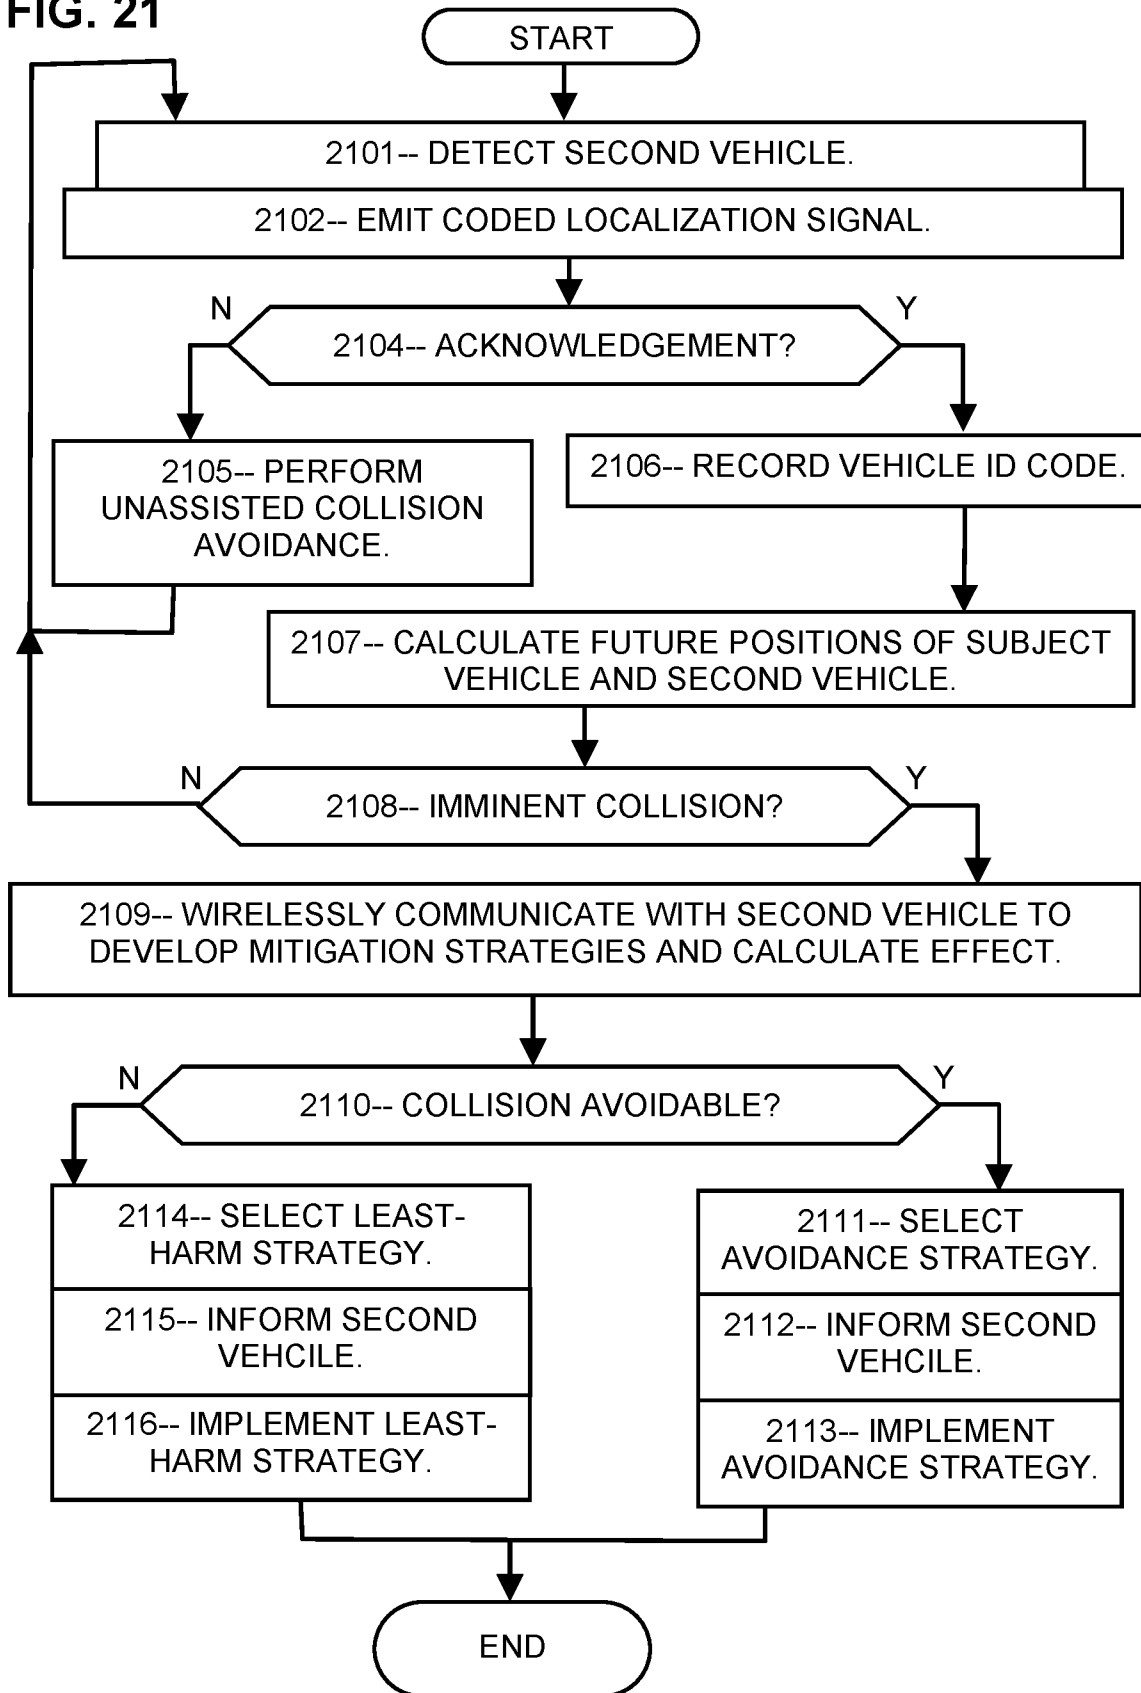 FIG. 21
START
2101-- DETECT SECOND VEHICLE.
2102-- EMIT CODED LOCALIZATION SIGNAL.
N
Y
2104-- ACKNOWLEDGEMENT?
2105-- PERFORM
UNASSISTED COLLISION
AVOIDANCE.
2106-- RECORD VEHICLE ID CODE.
2107-- CALCULATE FUTURE POSITIONS OF SUBJECT
VEHICLE AND SECOND VEHICLE.
N
Y
2108-- IMMINENT COLLISION?
2109-- WIRELESSLY COMMUNICATE WITH SECOND VEHICLE TO
DEVELOP MITIGATION STRATEGIES AND CALCULATE EFFECT.
N
Y
2110-- COLLISION AVOIDABLE?
2114-- SELECT LEAST-
HARM STRATEGY.
2115-- INFORM SECOND
VEHCILE.
2116-- IMPLEMENT LEAST-
HARM STRATEGY.
2111-- SELECT
AVOIDANCE STRATEGY.
2112-- INFORM SECOND
VEHCILE.
2113-- IMPLEMENT
AVOIDANCE STRATEGY.
END